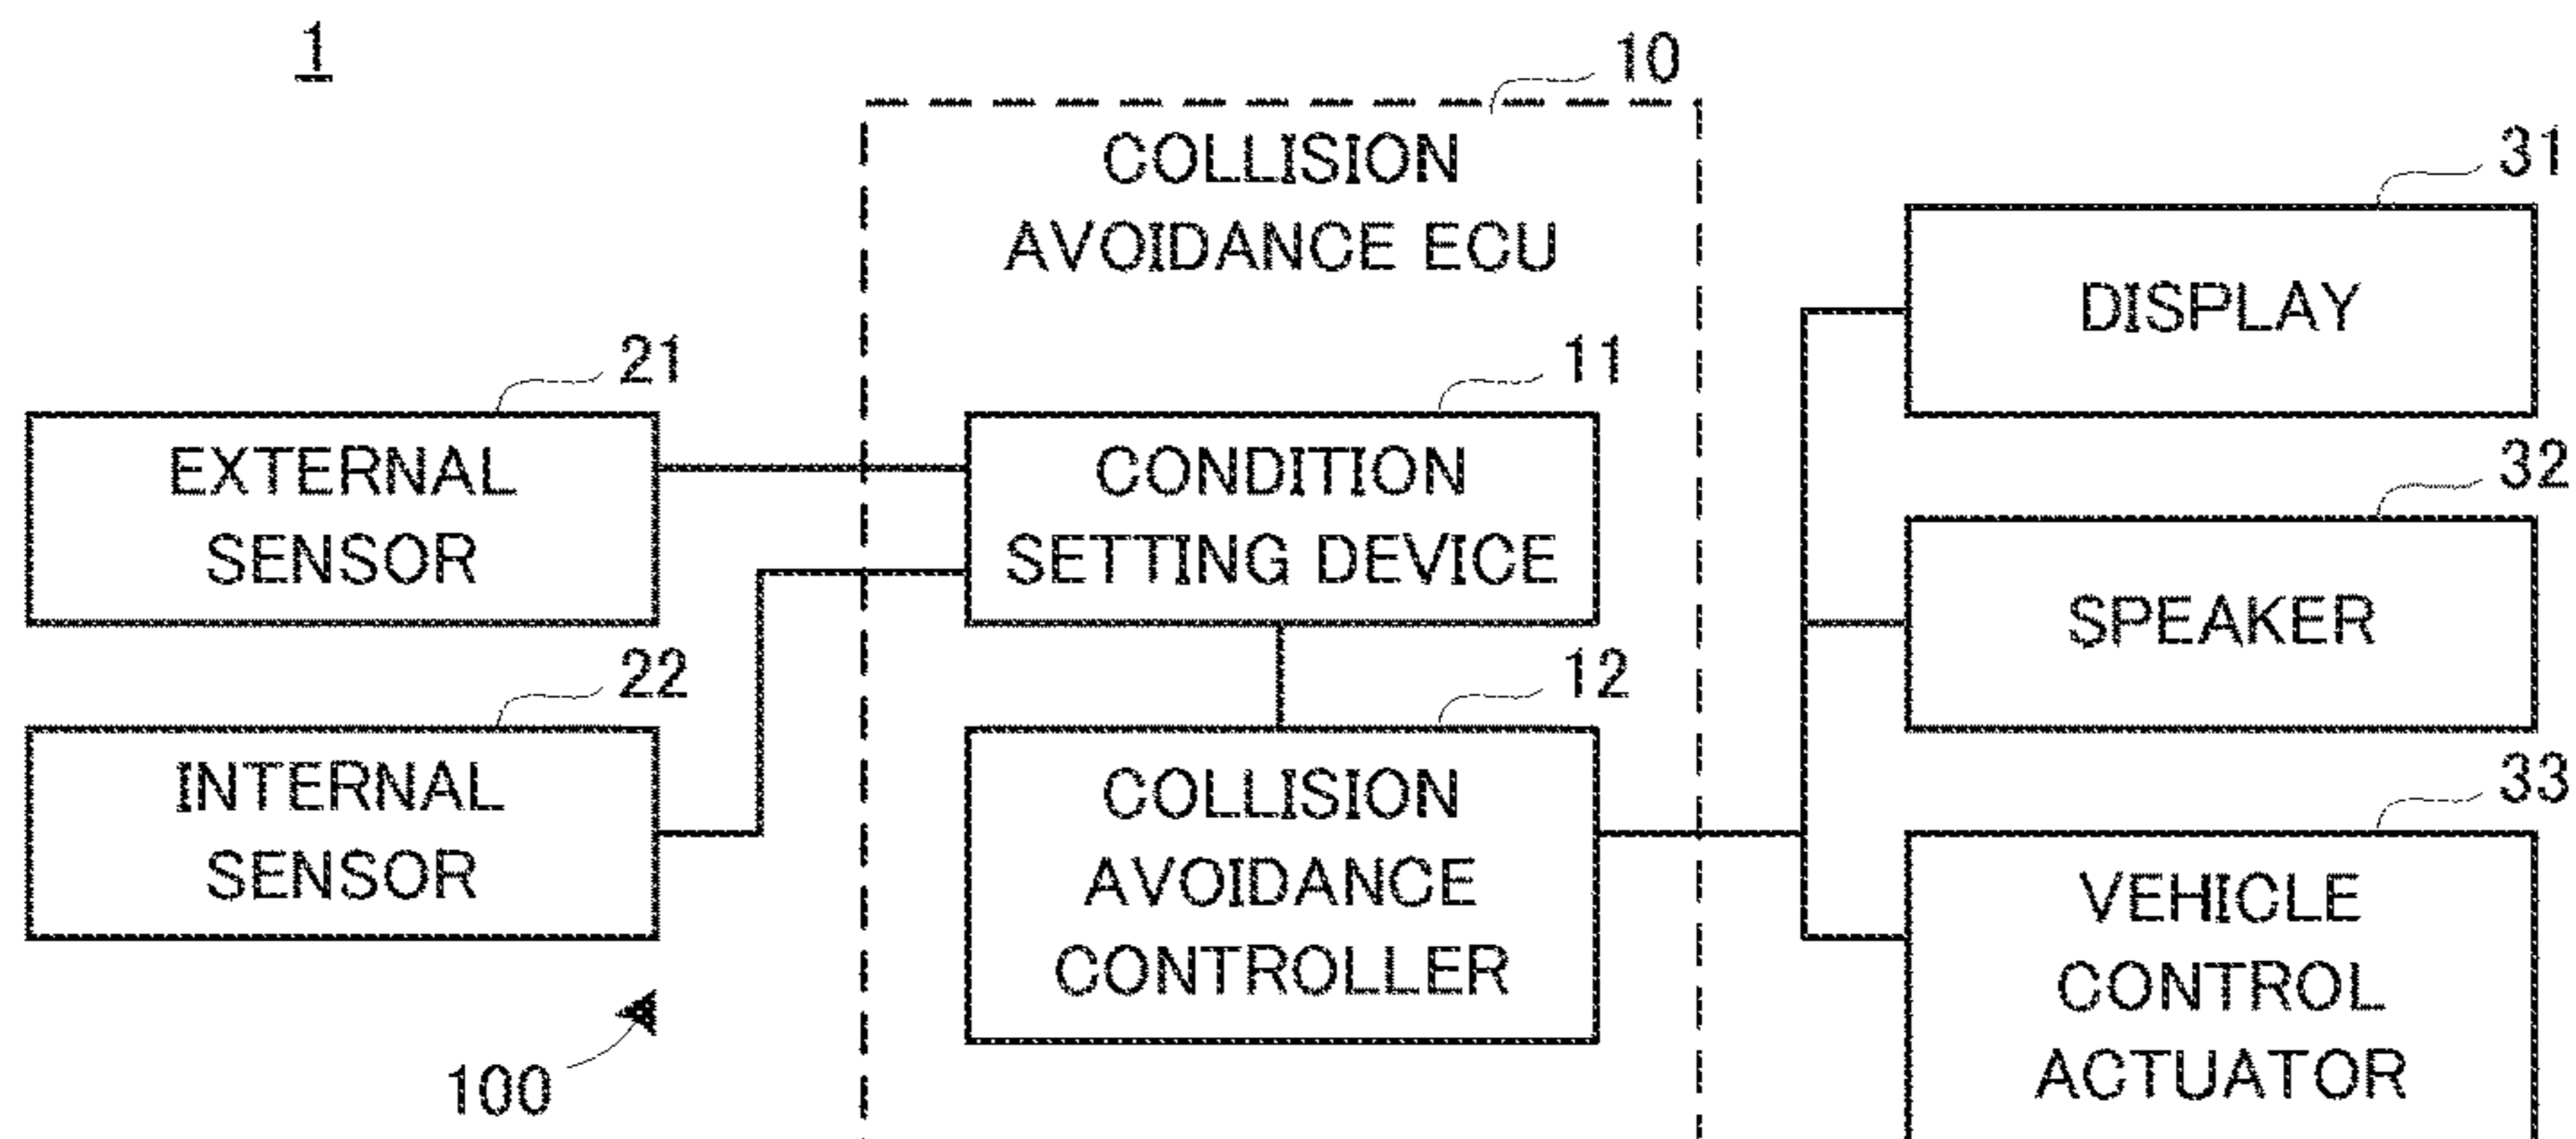 1
10
COLLISION
AVOIDANCE ECU
31
DISPLAY
21
EXTERNAL
SENSOR
11
CONDITION
SETTING DEVICE
32
SPEAKER
22
INTERNAL
SENSOR
12
COLLISION
AVOIDANCE
CONTROLLER
33
VEHICLE
CONTROL
ACTUATOR
100